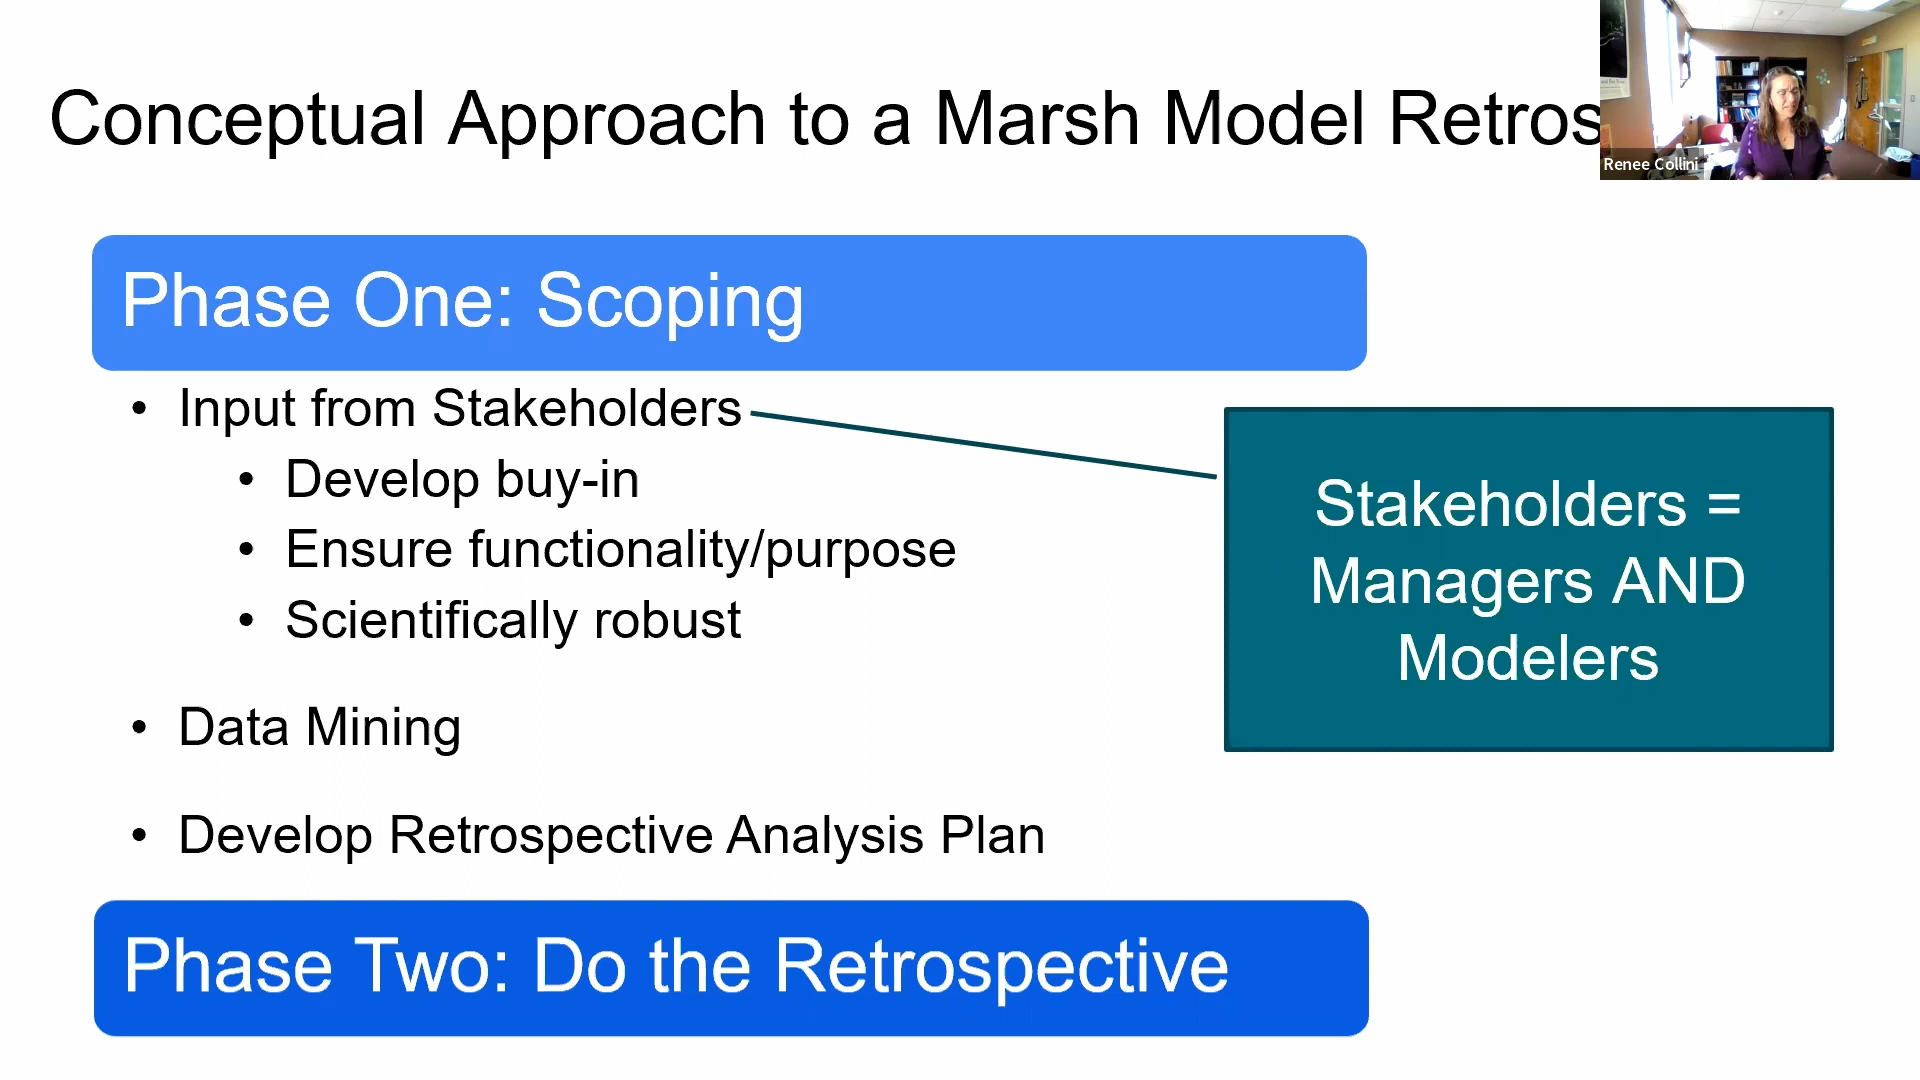 Conceptual Approach to a Marsh Model Retros
Renee Collini
Phase One: Scoping
• Input from Stakeholders
• Develop buy-in
• Ensure functionality/purpose
• Scientifically robust
Stakeholders =
Managers AND
Modelers
• Data Mining
• Develop Retrospective Analysis Plan
Phase Two: Do the Retrospective